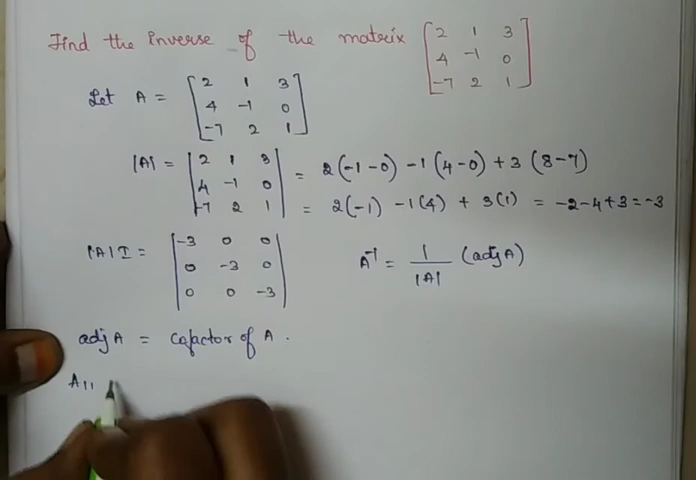 Find the inverse of the matrix [2 1 3
4 -1 0
-7 2 1]
Let A = [2 1 3
4 -1 0
-7 2 1]
|A| = |2 1 3
4 -1 0
-7 2 1| = 2(-1-0) -1(4-0) +3(8-7)
= 2(-1) -1(4) + 3(1) = -2-4+3=-3
|A| I = |-3 0 0
0 -3 0
0 0 -3|
A⁻¹ = 1/|A| (adj A)
adj A = Cofactor of A.
A₁₁